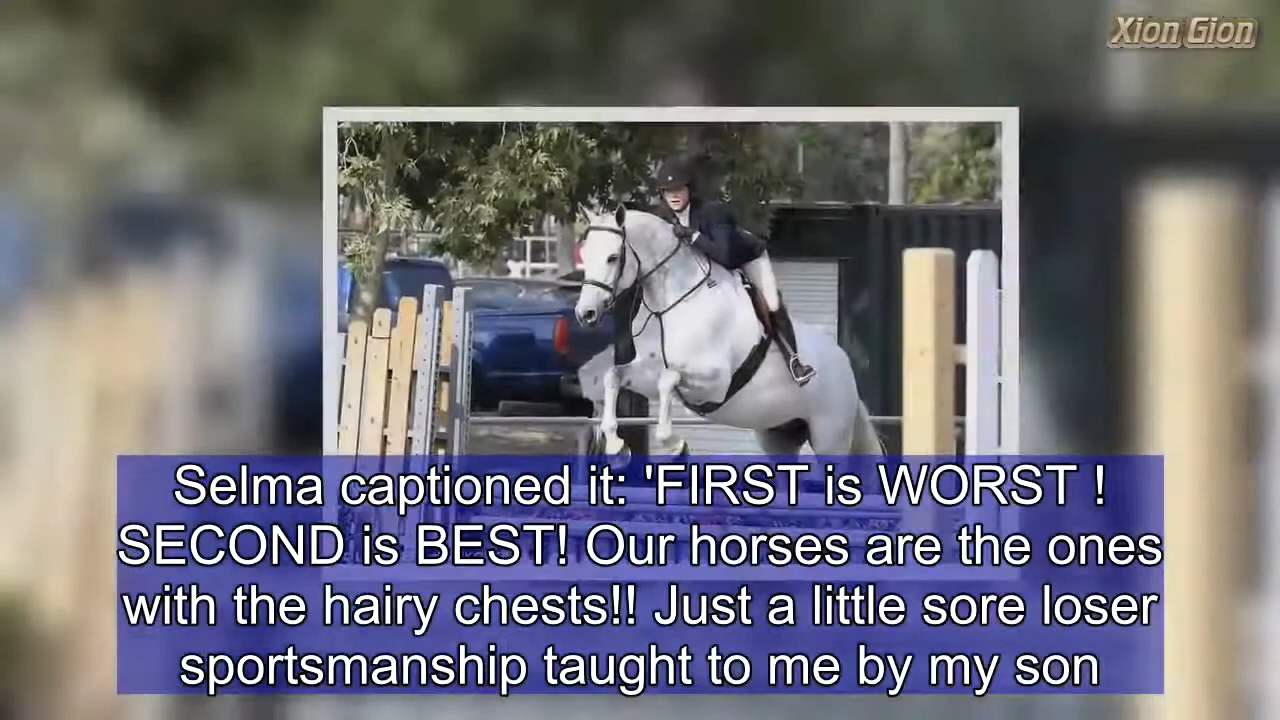 Xion Gion
Selma captioned it: 'FIRST is WORST !
SECOND is BEST! Our horses are the ones
with the hairy chests!! Just a little sore loser
sportsmanship taught to me by my son